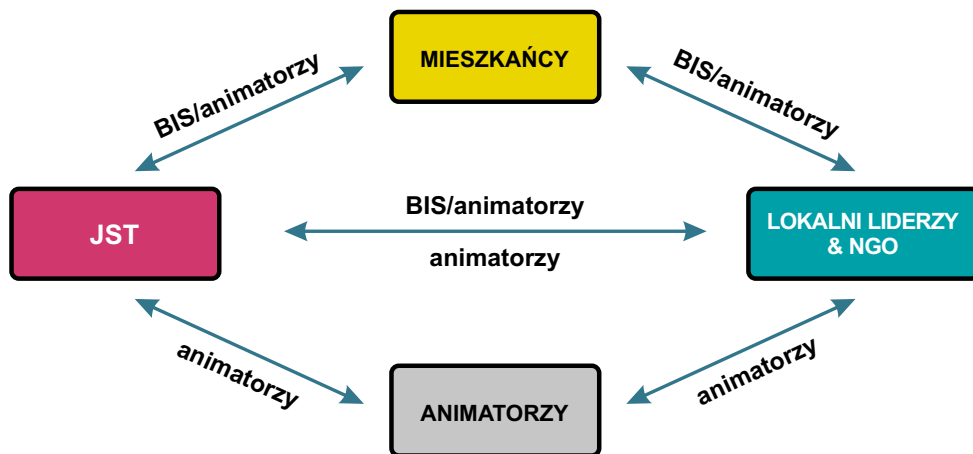 MIESZKAŃCY
BIS/animatorzy
BIS/animatorzy
JST
BIS/animatorzy
animatorzy
LOKALNI LIDERZY
& NGO
animatorzy
animatorzy
ANIMATORZY